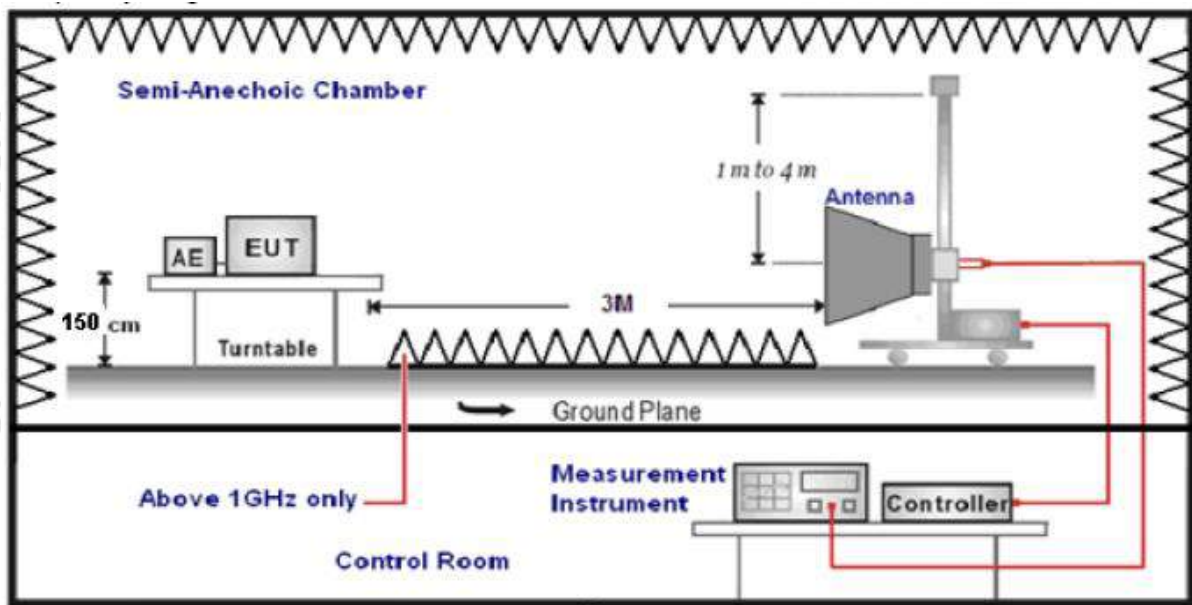 Semi-Anechoic Chamber
1 m to 4 m
Antenna
AE
EUT
3M
150 cm
Turntable
Ground Plane
Above 1GHz only
Measurement
Instrument
Controller
Control Room